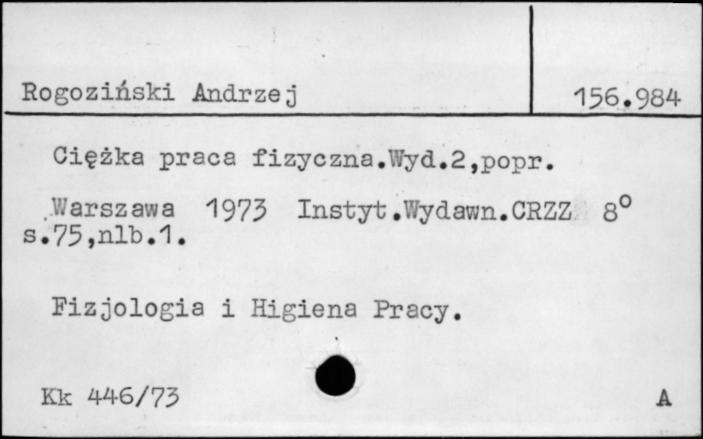 Rogoziński Andrzej 156.984
Ciężka praca fizyczna.Wyd.2,popr.
Warszawa 1973 Instyt.Wydawn.CRZZ 8°
s.75,nlb.1.
Fizjologia i Higiena Pracy.
Kk 446/73 A